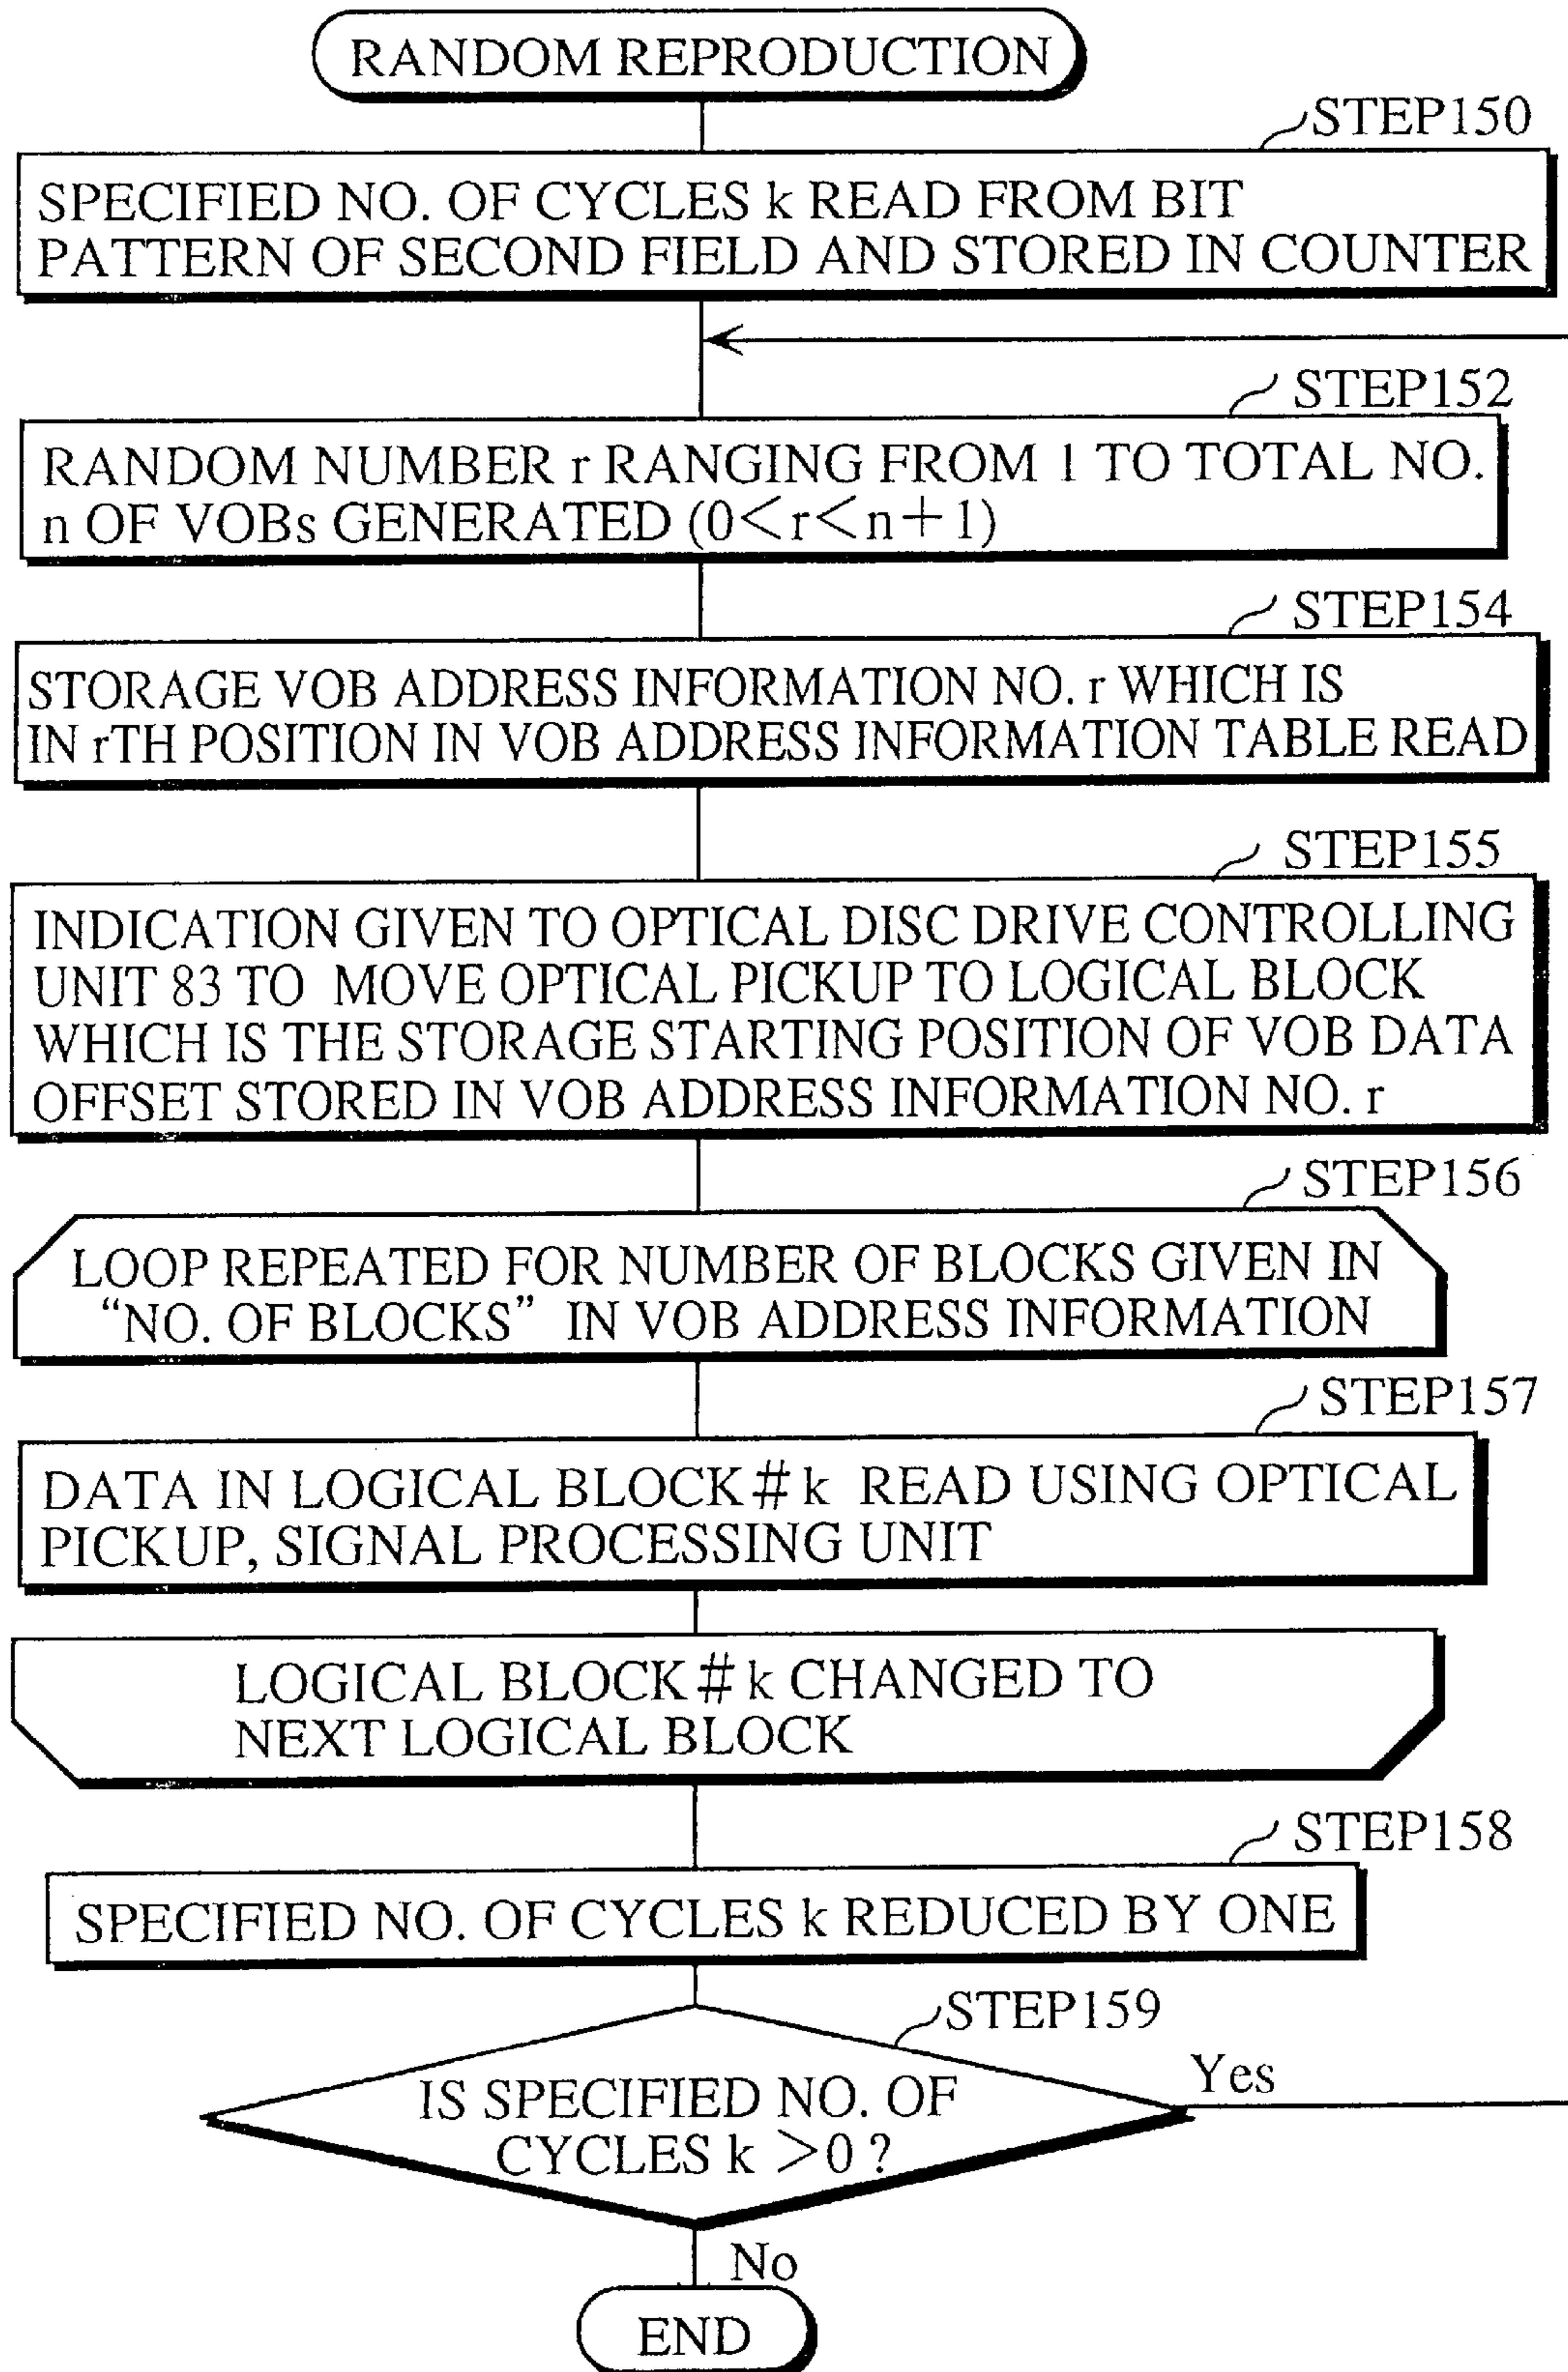 RANDOM REPRODUCTION
STEP150
SPECIFIED NO. OF CYCLES k READ FROM BIT
PATTERN OF SECOND FIELD AND STORED IN COUNTER
STEP152
RANDOM NUMBER r RANGING FROM 1 TO TOTAL NO.
n OF VOBs GENERATED (0<r<n+1)
STEP154
STORAGE VOB ADDRESS INFORMATION NO. r WHICH IS
IN rTH POSITION IN VOB ADDRESS INFORMATION TABLE READ
STEP155
INDICATION GIVEN TO OPTICAL DISC DRIVE CONTROLLING
UNIT 83 TO MOVE OPTICAL PICKUP TO LOGICAL BLOCK
WHICH IS THE STORAGE STARTING POSITION OF VOB DATA
OFFSET STORED IN VOB ADDRESS INFORMATION NO. r
STEP156
LOOP REPEATED FOR NUMBER OF BLOCKS GIVEN IN
“NO. OF BLOCKS” IN VOB ADDRESS INFORMATION
STEP157
DATA IN LOGICAL BLOCK#k READ USING OPTICAL
PICKUP, SIGNAL PROCESSING UNIT
LOGICAL BLOCK#k CHANGED TO
NEXT LOGICAL BLOCK
STEP158
SPECIFIED NO. OF CYCLES k REDUCED BY ONE
STEP159
IS SPECIFIED NO. OF
CYCLES k >0 ?
Yes
No
END